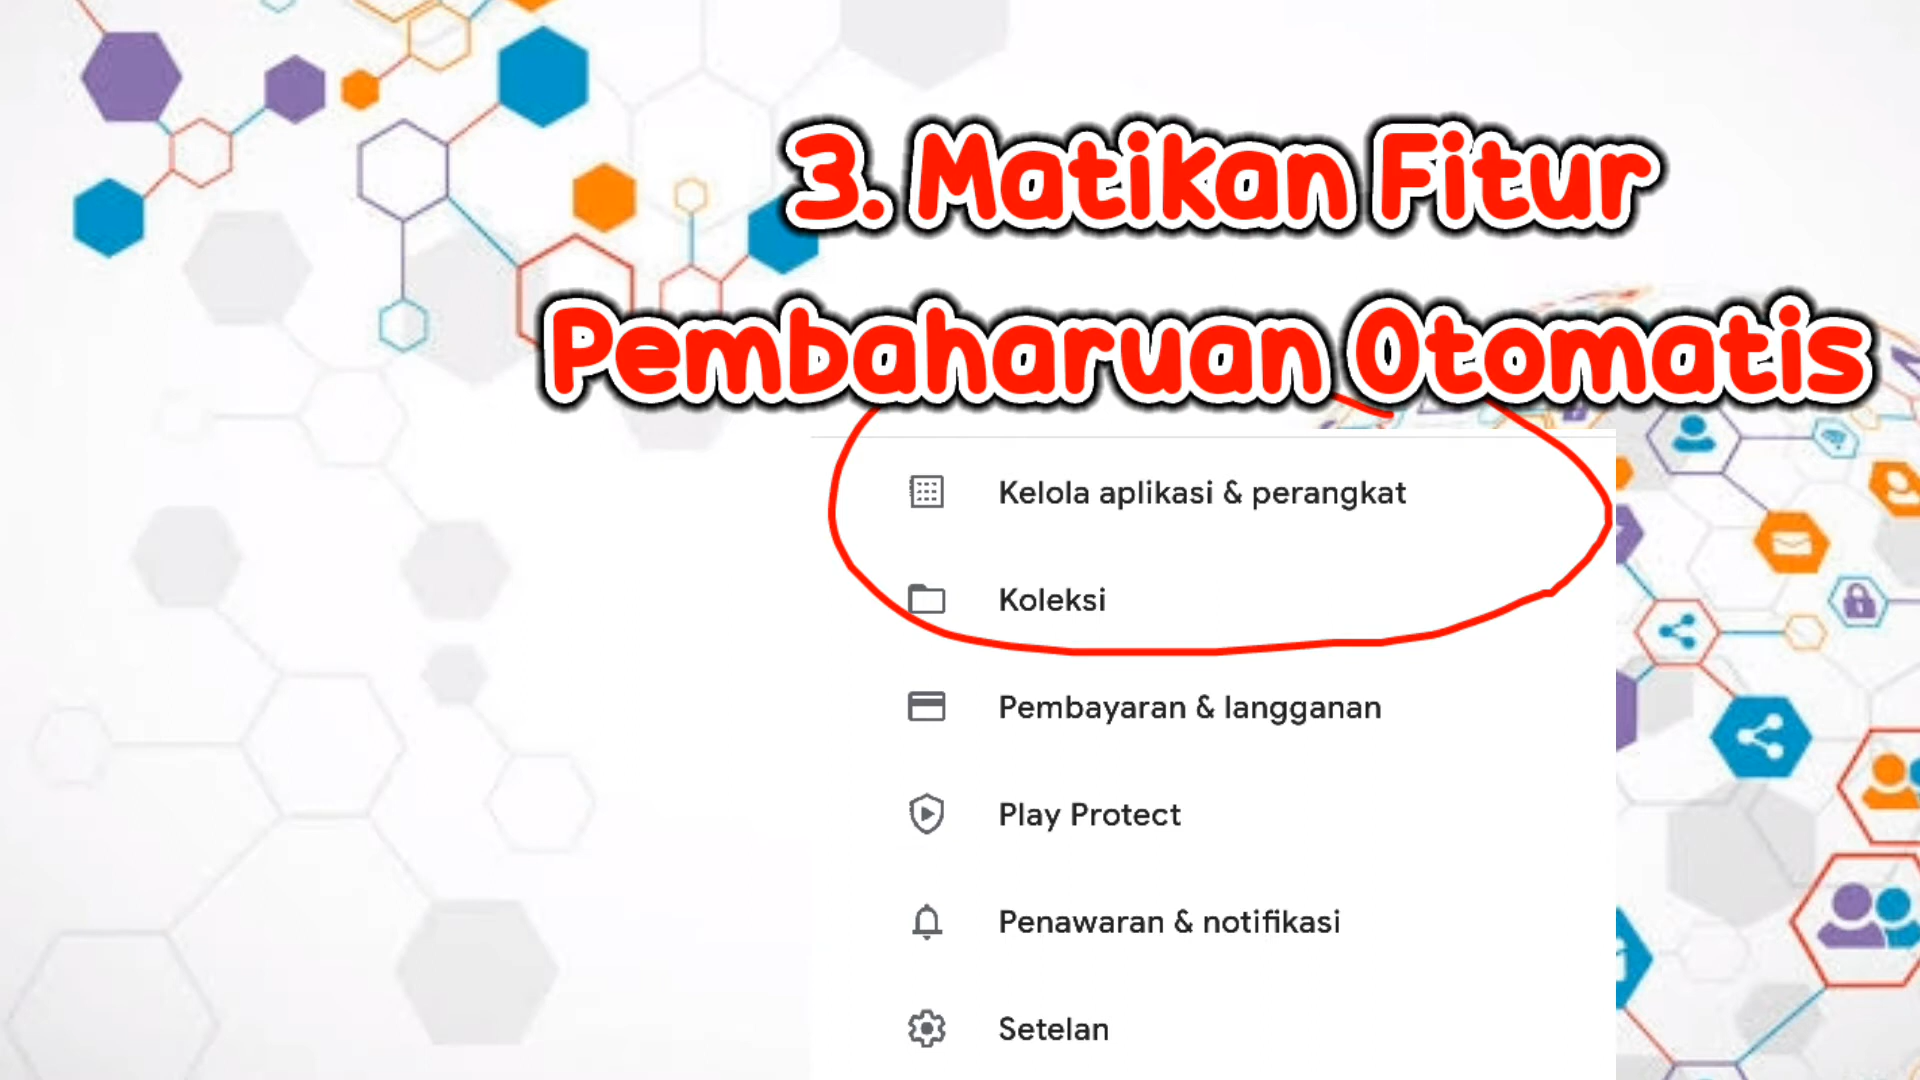 3. Matikan Fitur
Pembaharuan Otomatis
Kelola aplikasi & perangkat
Koleksi
Pembayaran & langganan
Play Protect
Penawaran & notifikasi
Setelan